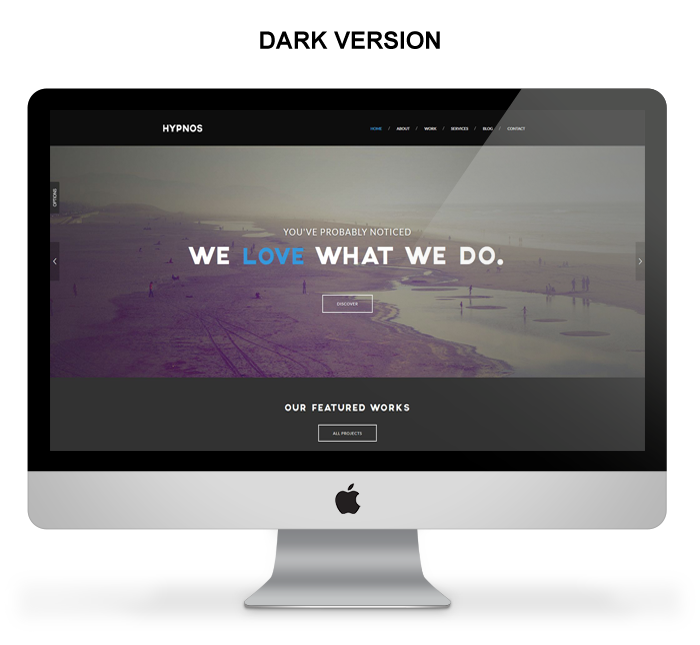 DARK VERSION
HYPNOS
HOME / ABOUT / WORK / SERVICES / BLOG / CONTACT
OPTIONS
YOU'VE PROBABLY NOTICED
WE LOVE WHAT WE DO.
DISCOVER
OUR FEATURED WORKS
ALL PROJECTS